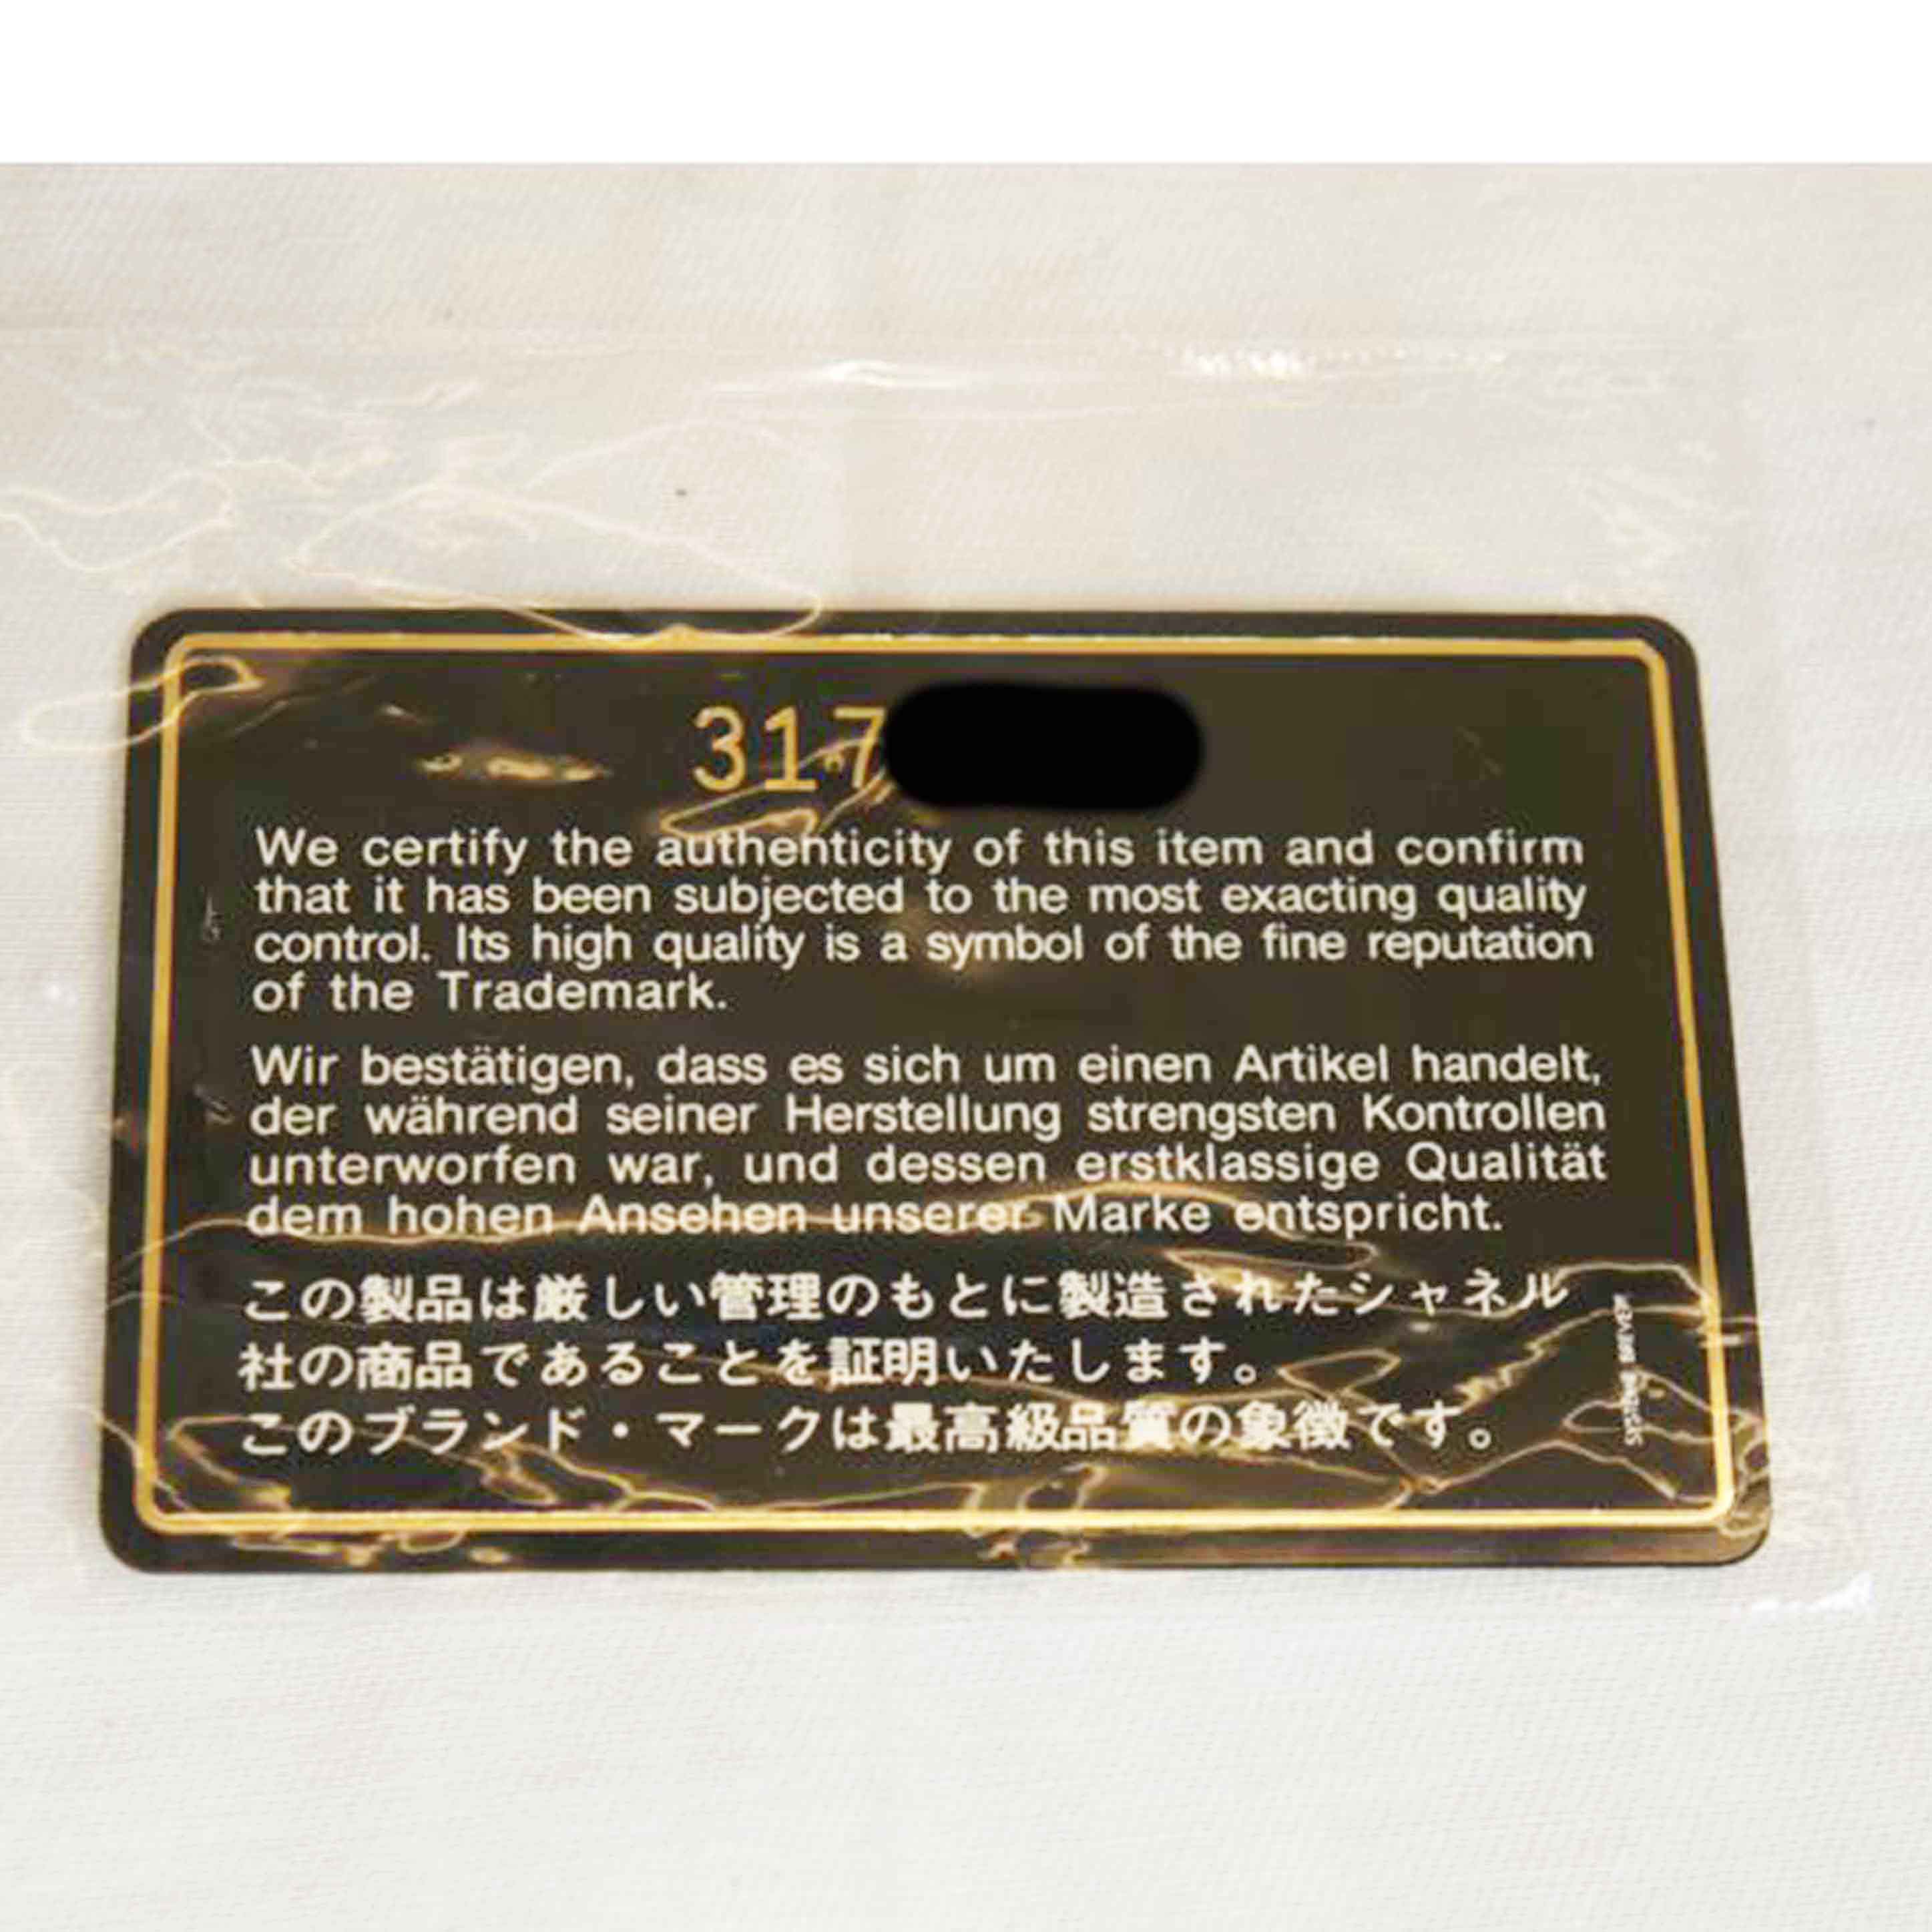 317
We certify the authenticity of this item and confirm
that it has been subjected to the most exacting quality
control. Its high quality is a symbol of the fine reputation
of the Trademark.
Wir bestätigen, dass es sich um einen Artikel handelt,
der während seiner Herstellung strengsten Kontrollen
unterworfen war, und dessen erstklassige Qualität
dem hohen Ansehen unserer Marke entspricht.
この製品は厳しい管理のもとに製造されたシャネル
社の商品であることを証明いたします。
このブランド・マークは最高級品質の象徴です。